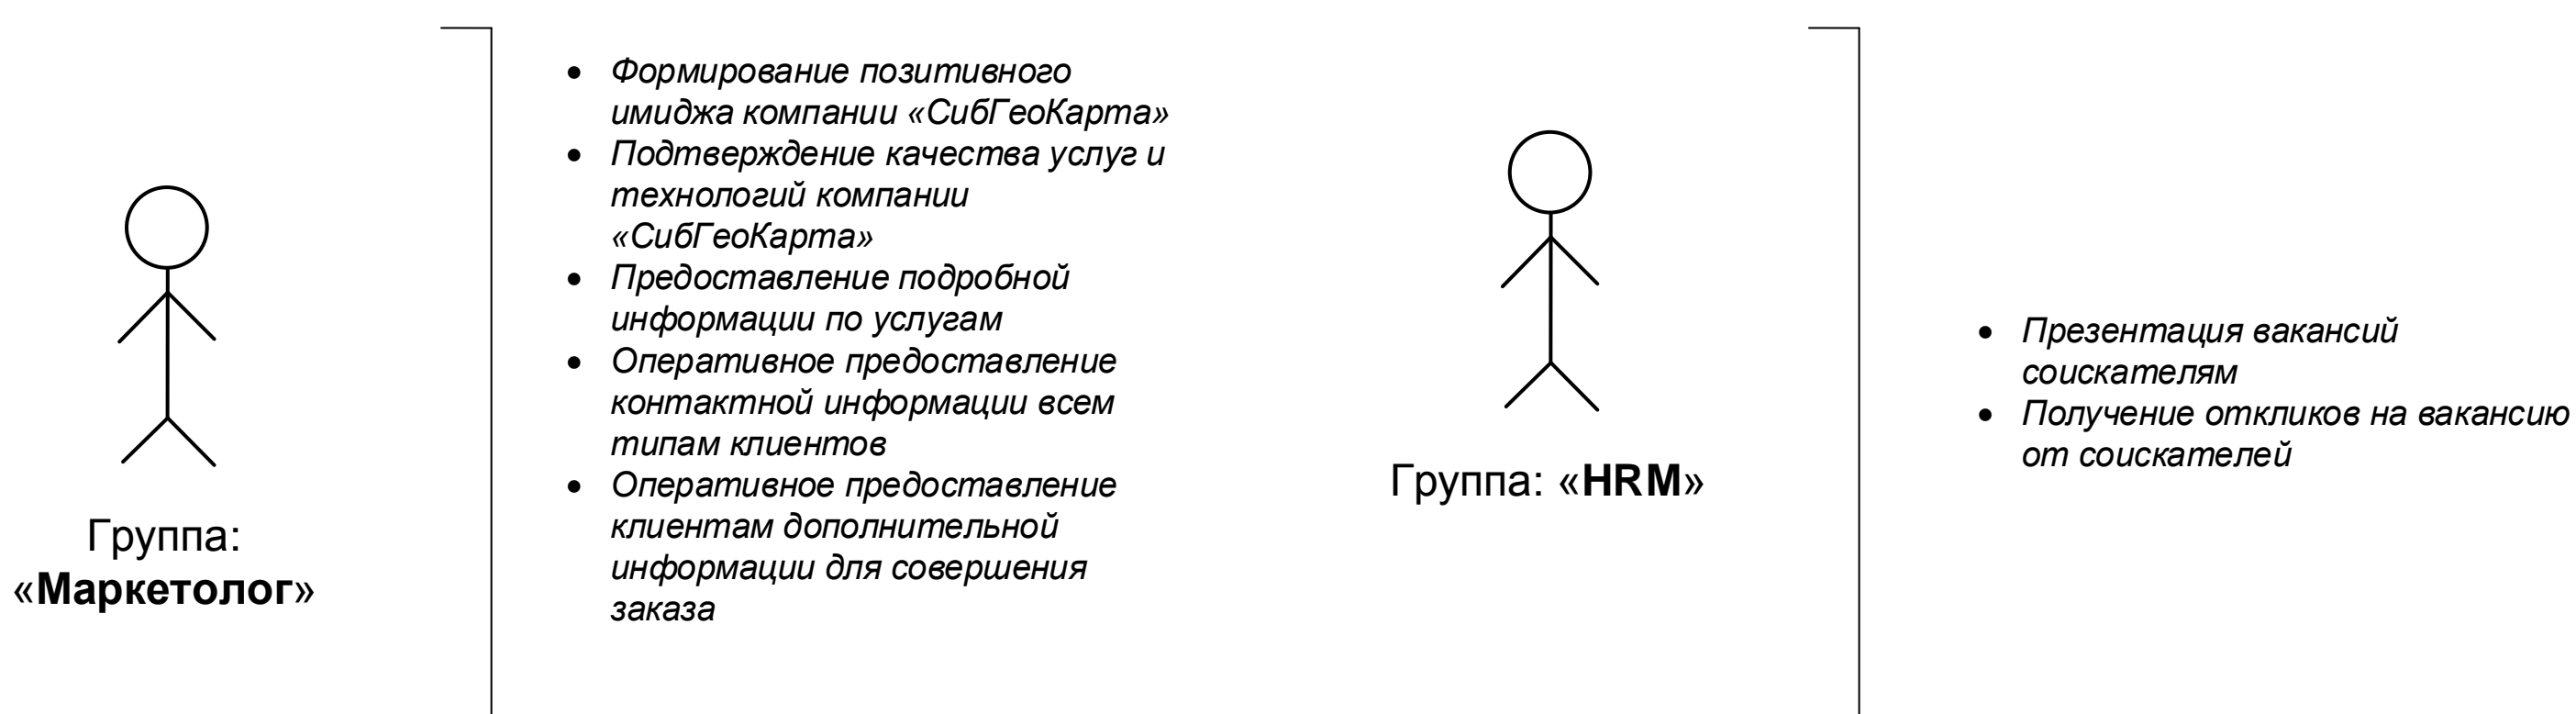 Группа:
«Маркетолог»
• Формирование позитивного
имиджа компании «СибГеоКарта»
• Подтверждение качества услуг и
технологий компании
«СибГеоКарта»
• Предоставление подробной
информации по услугам
• Оперативное предоставление
контактной информации всем
типам клиентов
• Оперативное предоставление
клиентам дополнительной
информации для совершения
заказа
Группа: «HRM»
• Презентация вакансий
соискателям
• Получение откликов на вакансию
от соискателей